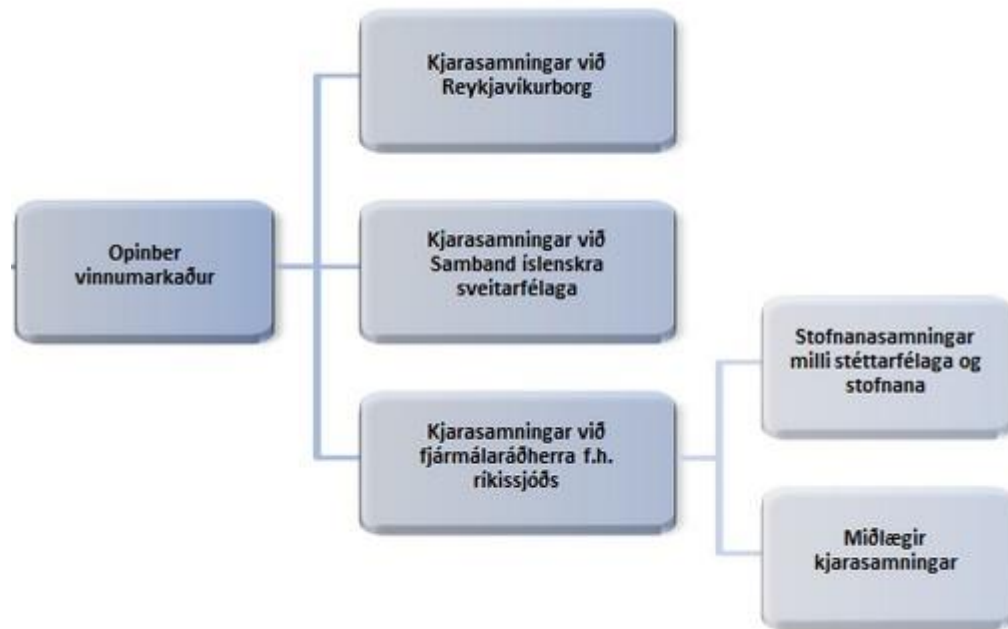 Kjarasamningar við
Reykjavíkurborg
Opinber
vinnumarkaður
Kjarasamningar við
Samband íslenskra
sveitarfélaga
Kjarasamningar við
fjármálaráðherra f.h.
ríkissjóðs
Stofnanasamningar
milli stéttarfélaga og
stofnana
Miðlægir
kjarasamningar